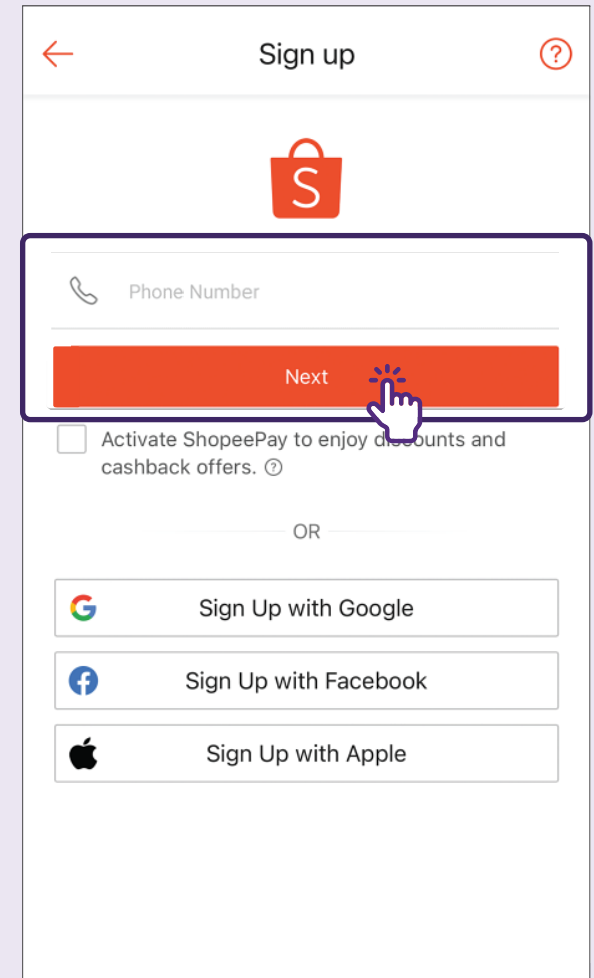 Sign up
?
S
Phone Number
Next
Activate ShopeePay to enjoy discounts and
cashback offers. ?
OR
Sign Up with Google
Sign Up with Facebook
Sign Up with Apple